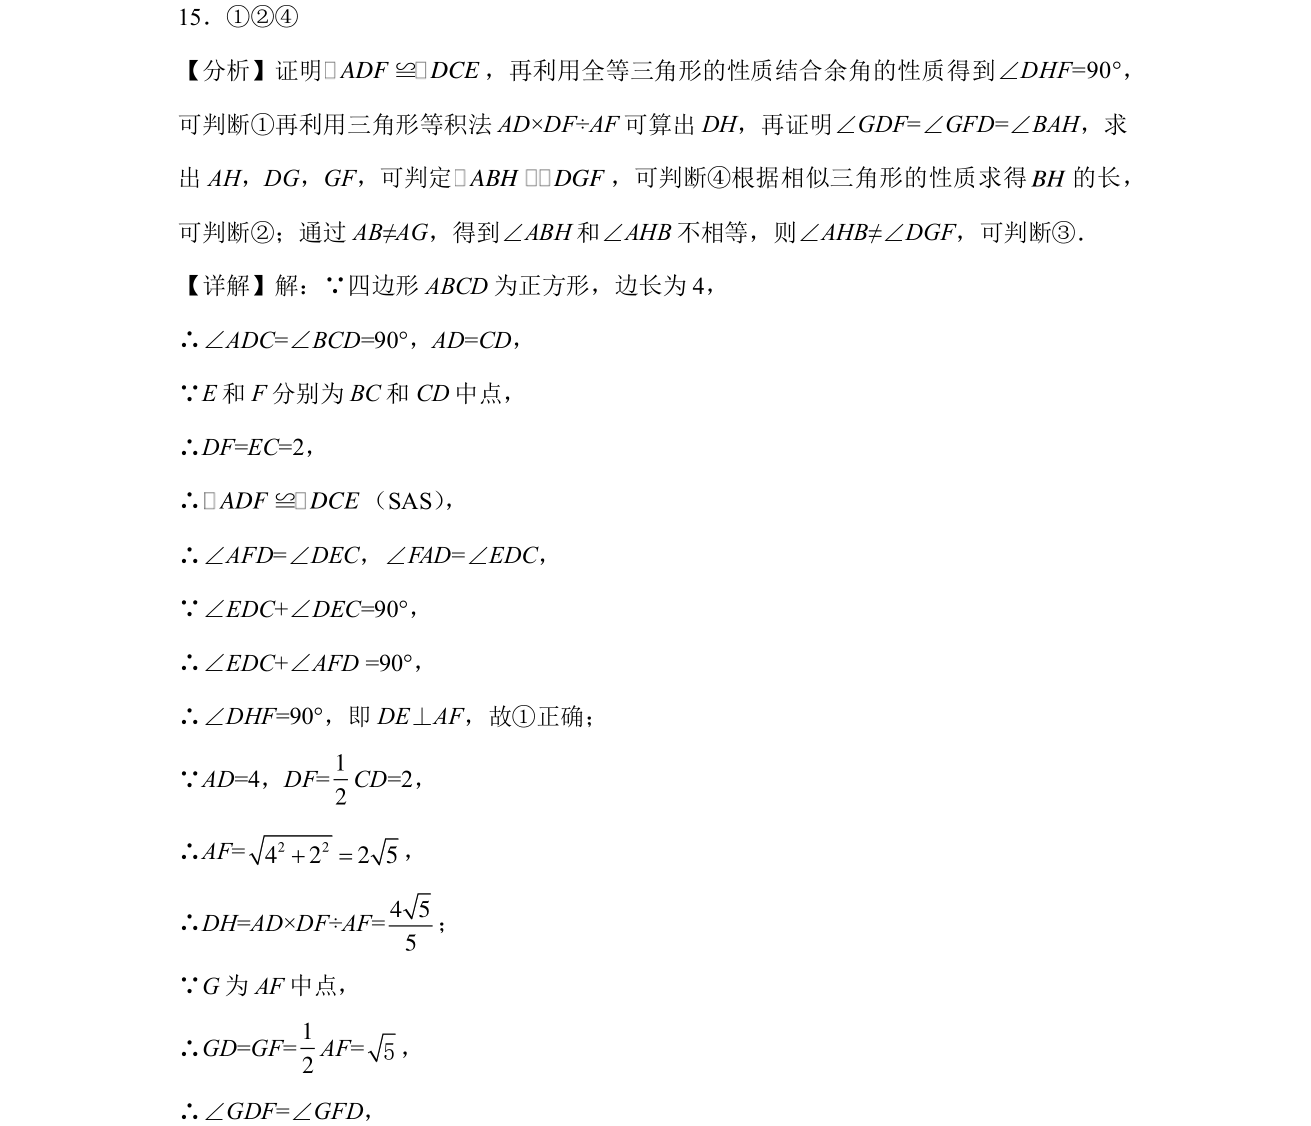 15．①②④
【分析】证明□ADF≌□DCE，再利用全等三角形的性质结合余角的性质得到∠DHF=90°，
可判断①再利用三角形等积法 AD×DF÷AF 可算出 DH，再证明∠GDF=∠GFD=∠BAH，求
出 AH，DG，GF，可判定□ABH □□DGF，可判断④根据相似三角形的性质求得 BH 的长，
可判断②；通过 AB≠AG，得到∠ABH 和∠AHB 不相等，则∠AHB≠∠DGF，可判断③．
【详解】解：∵四边形 ABCD 为正方形，边长为 4，
∴∠ADC=∠BCD=90°，AD=CD，
∵E 和 F 分别为 BC 和 CD 中点，
∴DF=EC=2，
∴□ADF≌□DCE（SAS），
∴∠AFD=∠DEC，∠FAD=∠EDC，
∵∠EDC+∠DEC=90°，
∴∠EDC+∠AFD =90°，
∴∠DHF=90°，即 DE⊥AF，故①正确；
∵AD=4，DF=1/2 CD=2，
∴AF=√(4²+2²)=2√5，
∴DH=AD×DF÷AF=4√5/5；
∵G 为 AF 中点，
∴GD=GF=1/2 AF=√5，
∴∠GDF=∠GFD，